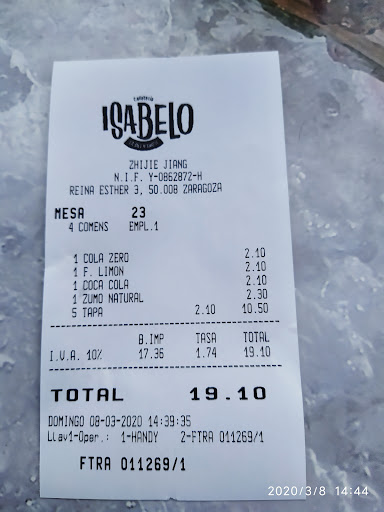 Cafetería
ISABELO
ZHIJIE JIANG
N.I.F. Y-0862872-H
REINA ESTHER 3, 50.008 ZARAGOZA
MESA 23
4 COMENS EMPL.1
1 COLA ZERO 2.10
1 F. LIMON 2.10
1 COCA COLA 2.10
1 ZUMO NATURAL 2.30
5 TAPA 2.10 10.50
B.IMP TASA TOTAL
I.V.A. 10% 17.36 1.74 19.10
TOTAL 19.10
DOMINGO 08-03-2020 14:39:35
Llav1-Oper.: 1-HANDY 2-FTRA 011269/1
FTRA 011269/1
2020/3/8 14:44